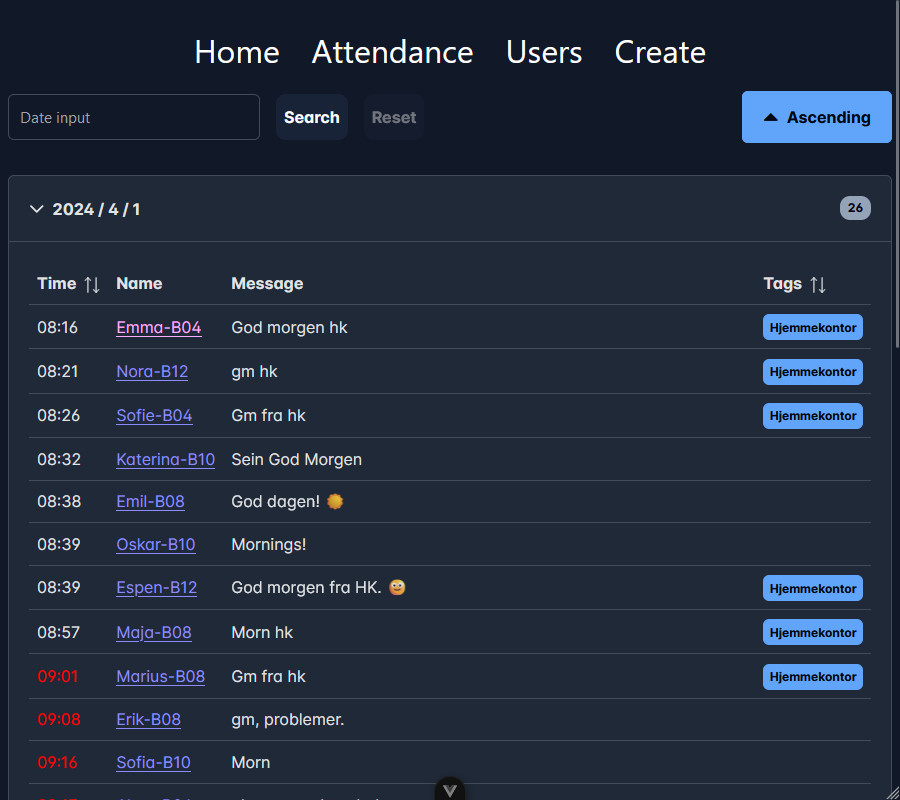 Home Attendance Users Create
Date input Search Reset Ascending
2024 / 4 / 1 26
Time Name Message Tags
08:16 Emma-B04 God morgen hk Hjemmekontor
08:21 Nora-B12 gm hk Hjemmekontor
08:26 Sofie-B04 Gm fra hk Hjemmekontor
08:32 Katerina-B10 Sein God Morgen
08:38 Emil-B08 God dagen!
08:39 Oskar-B10 Mornings!
08:39 Espen-B12 God morgen fra HK. Hjemmekontor
08:57 Maja-B08 Morn hk Hjemmekontor
09:01 Marius-B08 Gm fra hk Hjemmekontor
09:08 Erik-B08 gm, problemer.
09:16 Sofia-B10 Morn